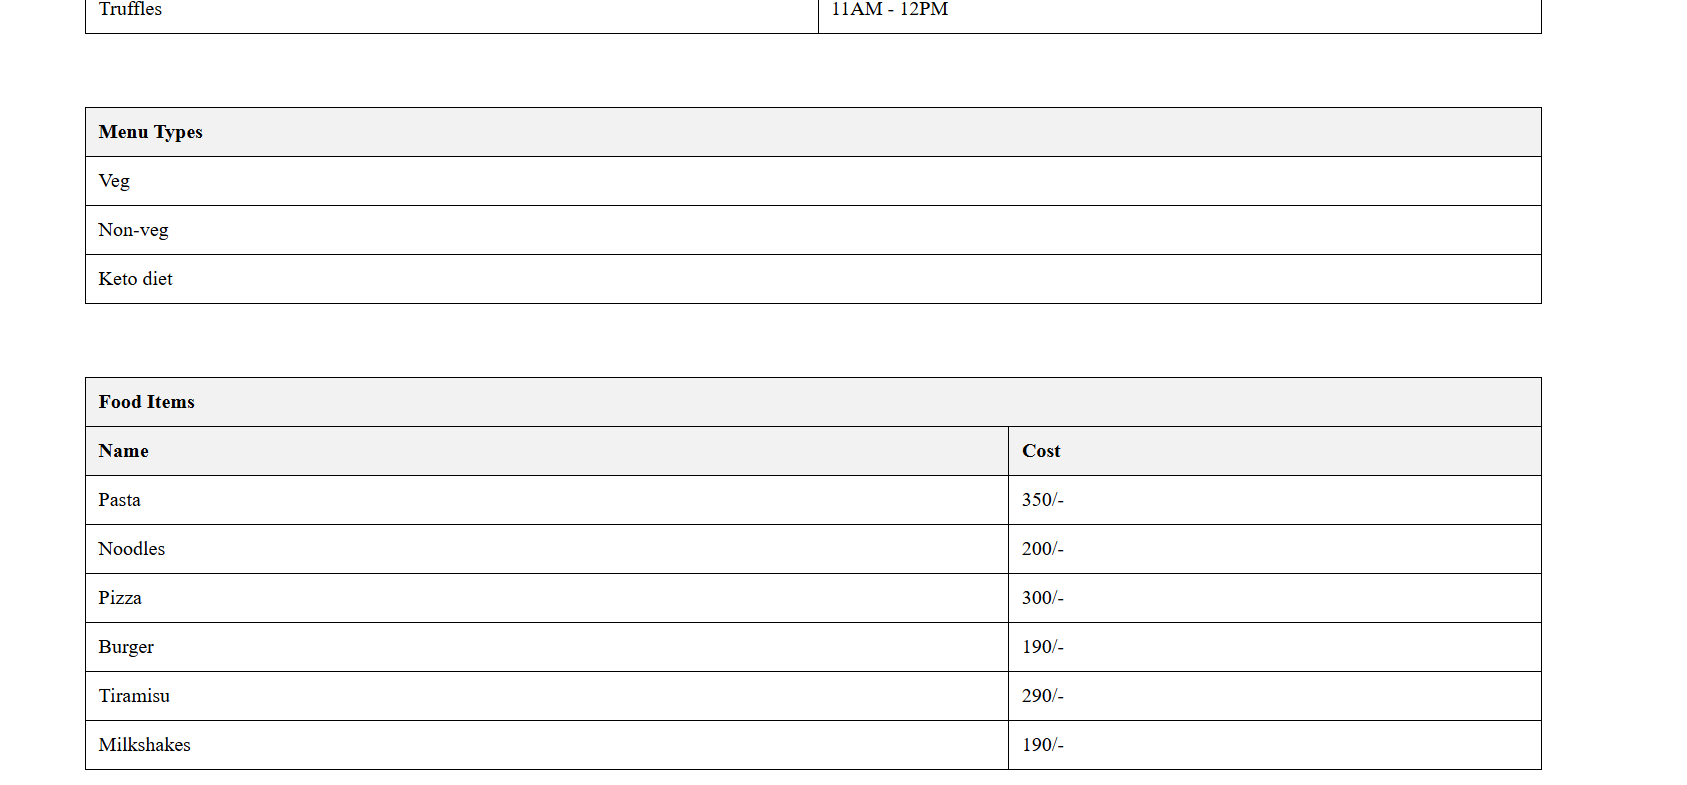 Truffles 11AM - 12PM
Menu Types
Veg
Non-veg
Keto diet
Food Items
Name Cost
Pasta 350/-
Noodles 200/-
Pizza 300/-
Burger 190/-
Tiramisu 290/-
Milkshakes 190/-